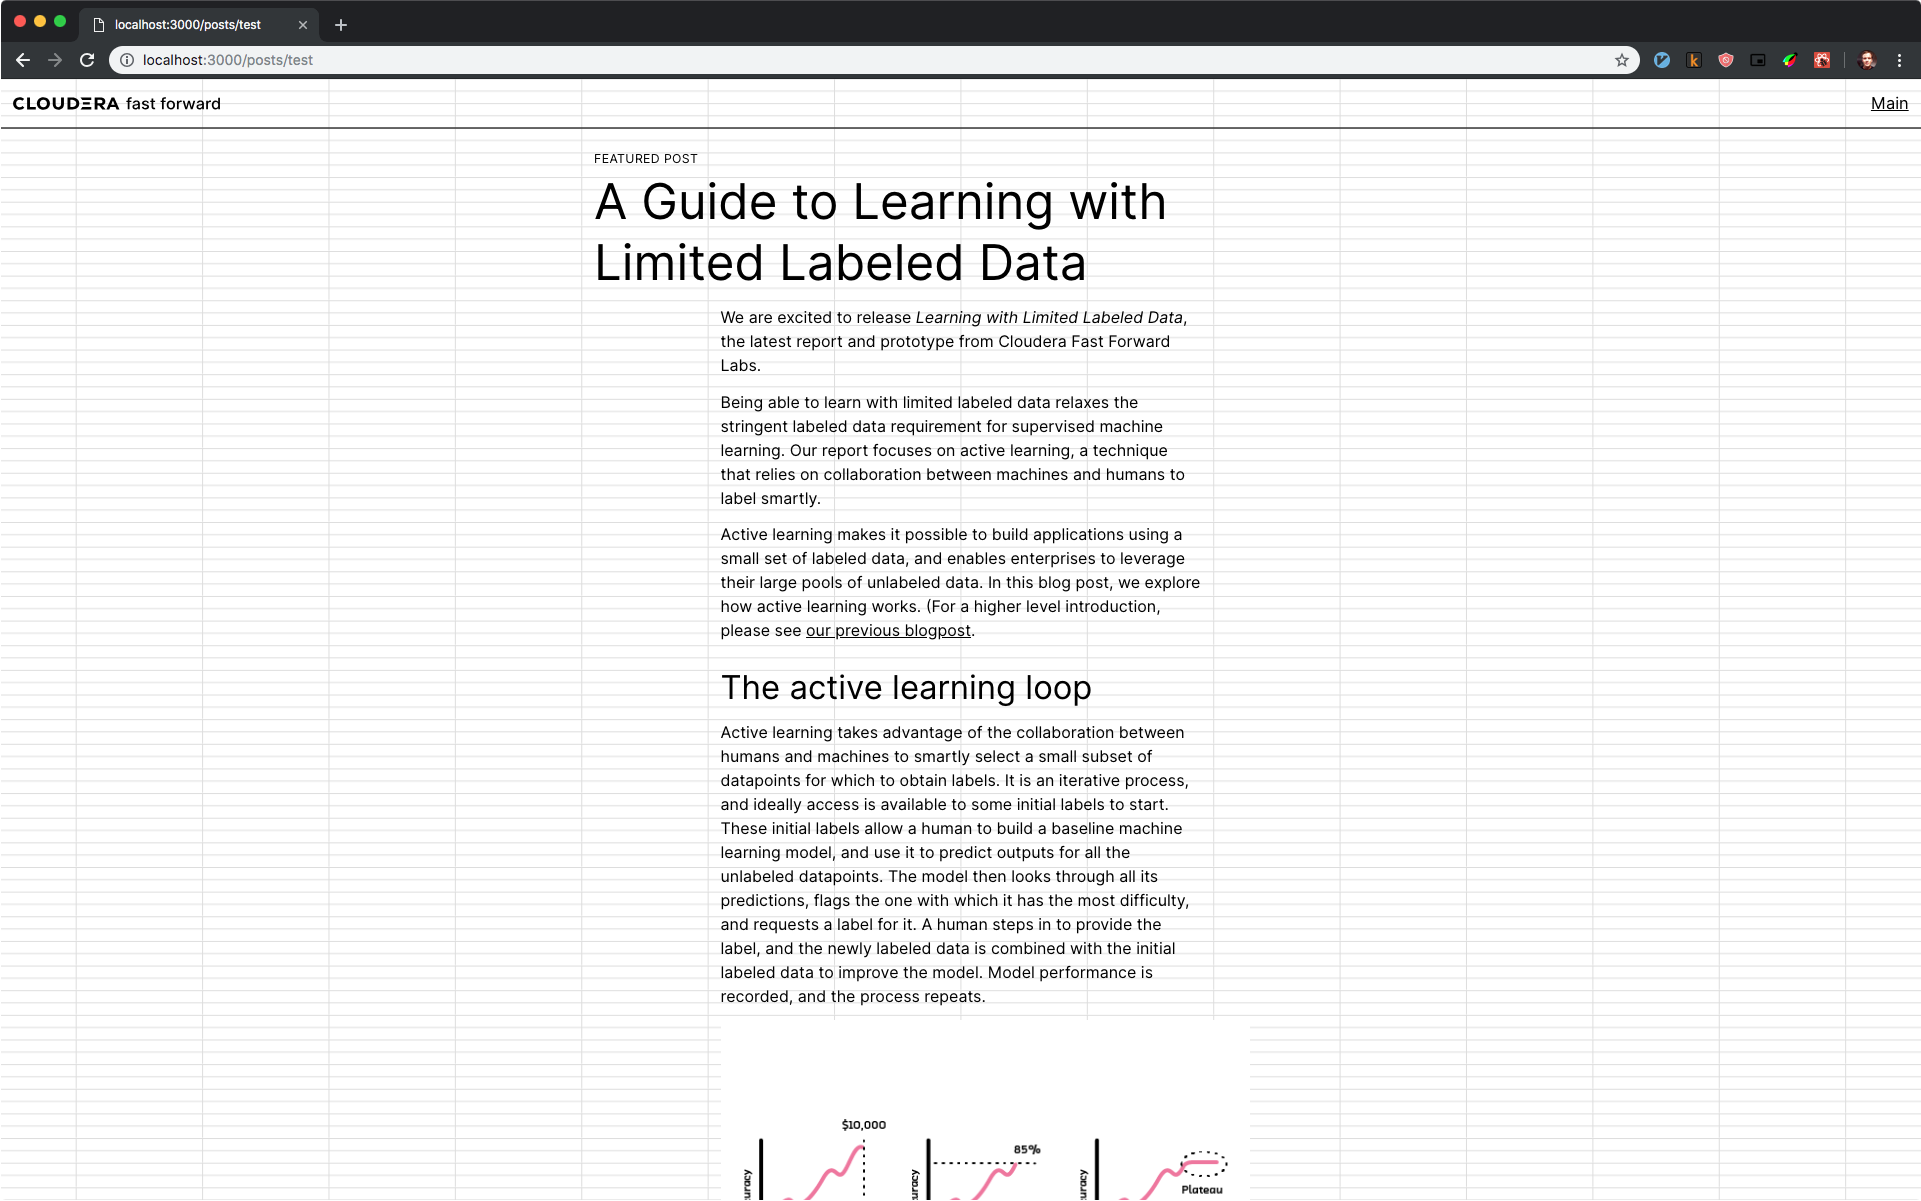 localhost:3000/posts/test
localhost:3000/posts/test
CLOUDERA fast forward
Main
FEATURED POST
A Guide to Learning with
Limited Labeled Data
We are excited to release Learning with Limited Labeled Data,
the latest report and prototype from Cloudera Fast Forward
Labs.
Being able to learn with limited labeled data relaxes the
stringent labeled data requirement for supervised machine
learning. Our report focuses on active learning, a technique
that relies on collaboration between machines and humans to
label smartly.
Active learning makes it possible to build applications using a
small set of labeled data, and enables enterprises to leverage
their large pools of unlabeled data. In this blog post, we explore
how active learning works. (For a higher level introduction,
please see our previous blogpost.
The active learning loop
Active learning takes advantage of the collaboration between
humans and machines to smartly select a small subset of
datapoints for which to obtain labels. It is an iterative process,
and ideally access is available to some initial labels to start.
These initial labels allow a human to build a baseline machine
learning model, and use it to predict outputs for all the
unlabeled datapoints. The model then looks through all its
predictions, flags the one with which it has the most difficulty,
and requests a label for it. A human steps in to provide the
label, and the newly labeled data is combined with the initial
labeled data to improve the model. Model performance is
recorded, and the process repeats.
$10,000
85%
Plateau